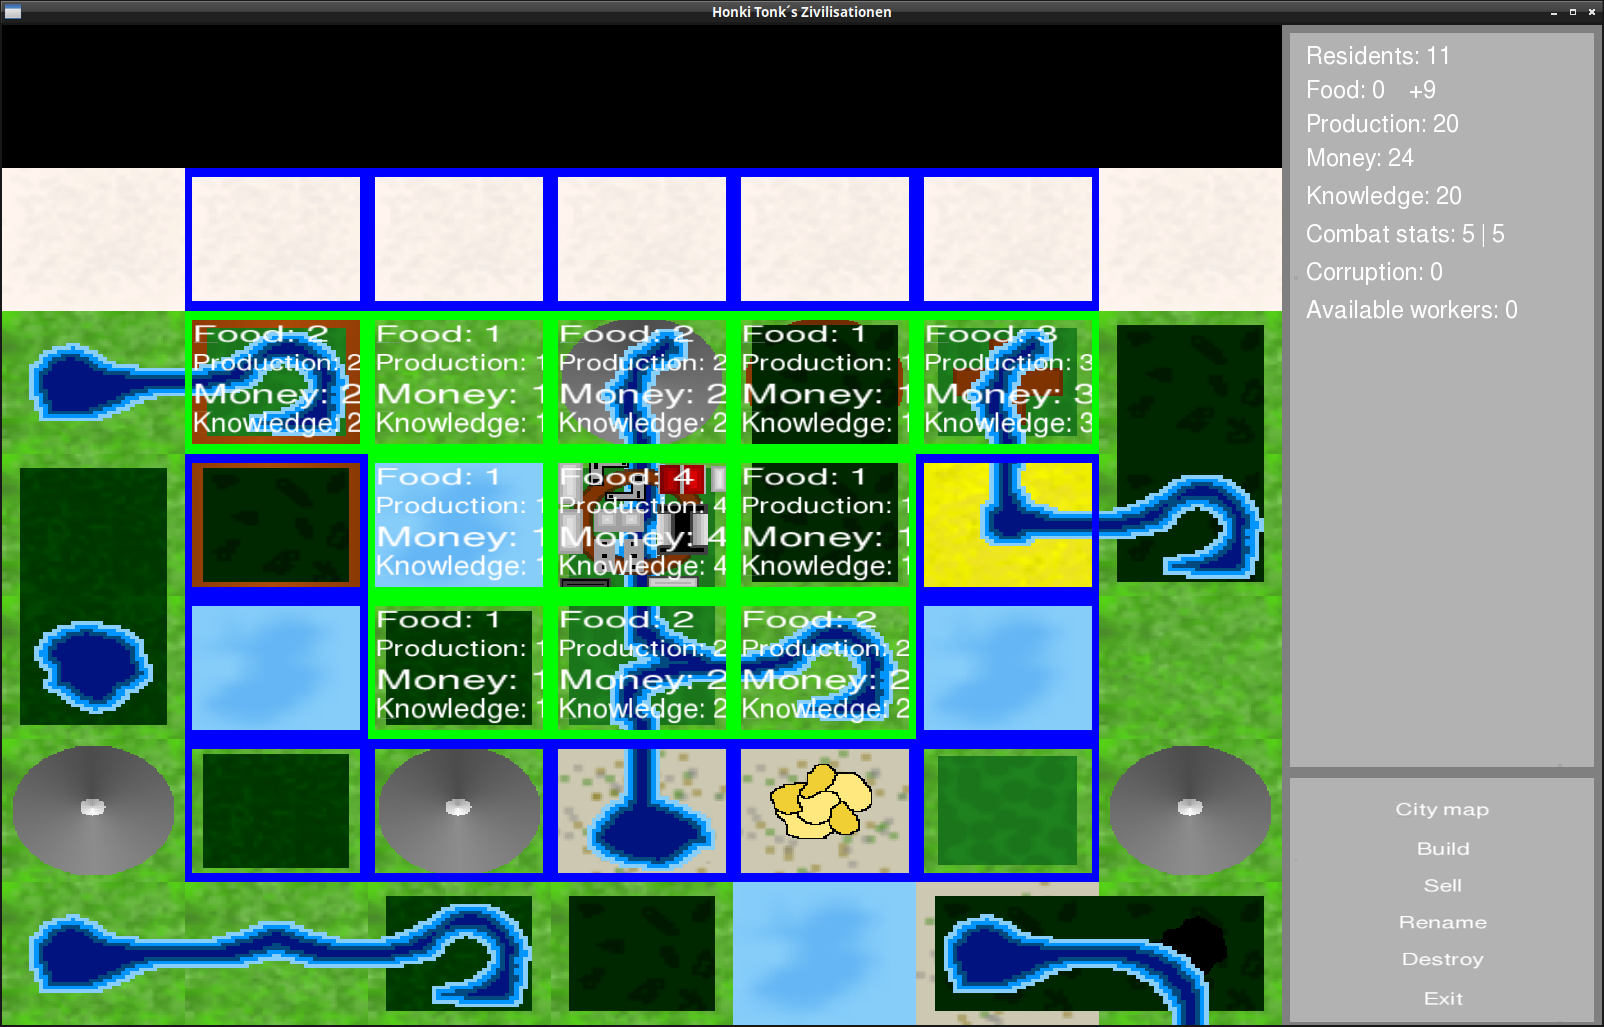 Honki Tonk´s Zivilisationen
Residents: 11
Food: 0 +9
Production: 20
Money: 24
Knowledge: 20
Combat stats: 5 | 5
Corruption: 0
Available workers: 0
Food: 2 Food: 1 Food: 2 Food: 1 Food: 3
Production: 2 Production: 1 Production: 2 Production: 1 Production: 3
Money: 2 Money: 1 Money: 2 Money: 1 Money: 3
Knowledge: 2 Knowledge: 1 Knowledge: 2 Knowledge: 1 Knowledge: 3
Food: 1 Food: 4 Food: 1
Production: 1 Production: 4 Production: 1
Money: 1 Money: 4 Money: 1
Knowledge: 1 Knowledge: 4 Knowledge: 1
Food: 1 Food: 2 Food: 2
Production: 1 Production: 2 Production: 2
Money: 1 Money: 2 Money: 2
Knowledge: 1 Knowledge: 2 Knowledge: 2
City map
Build
Sell
Rename
Destroy
Exit